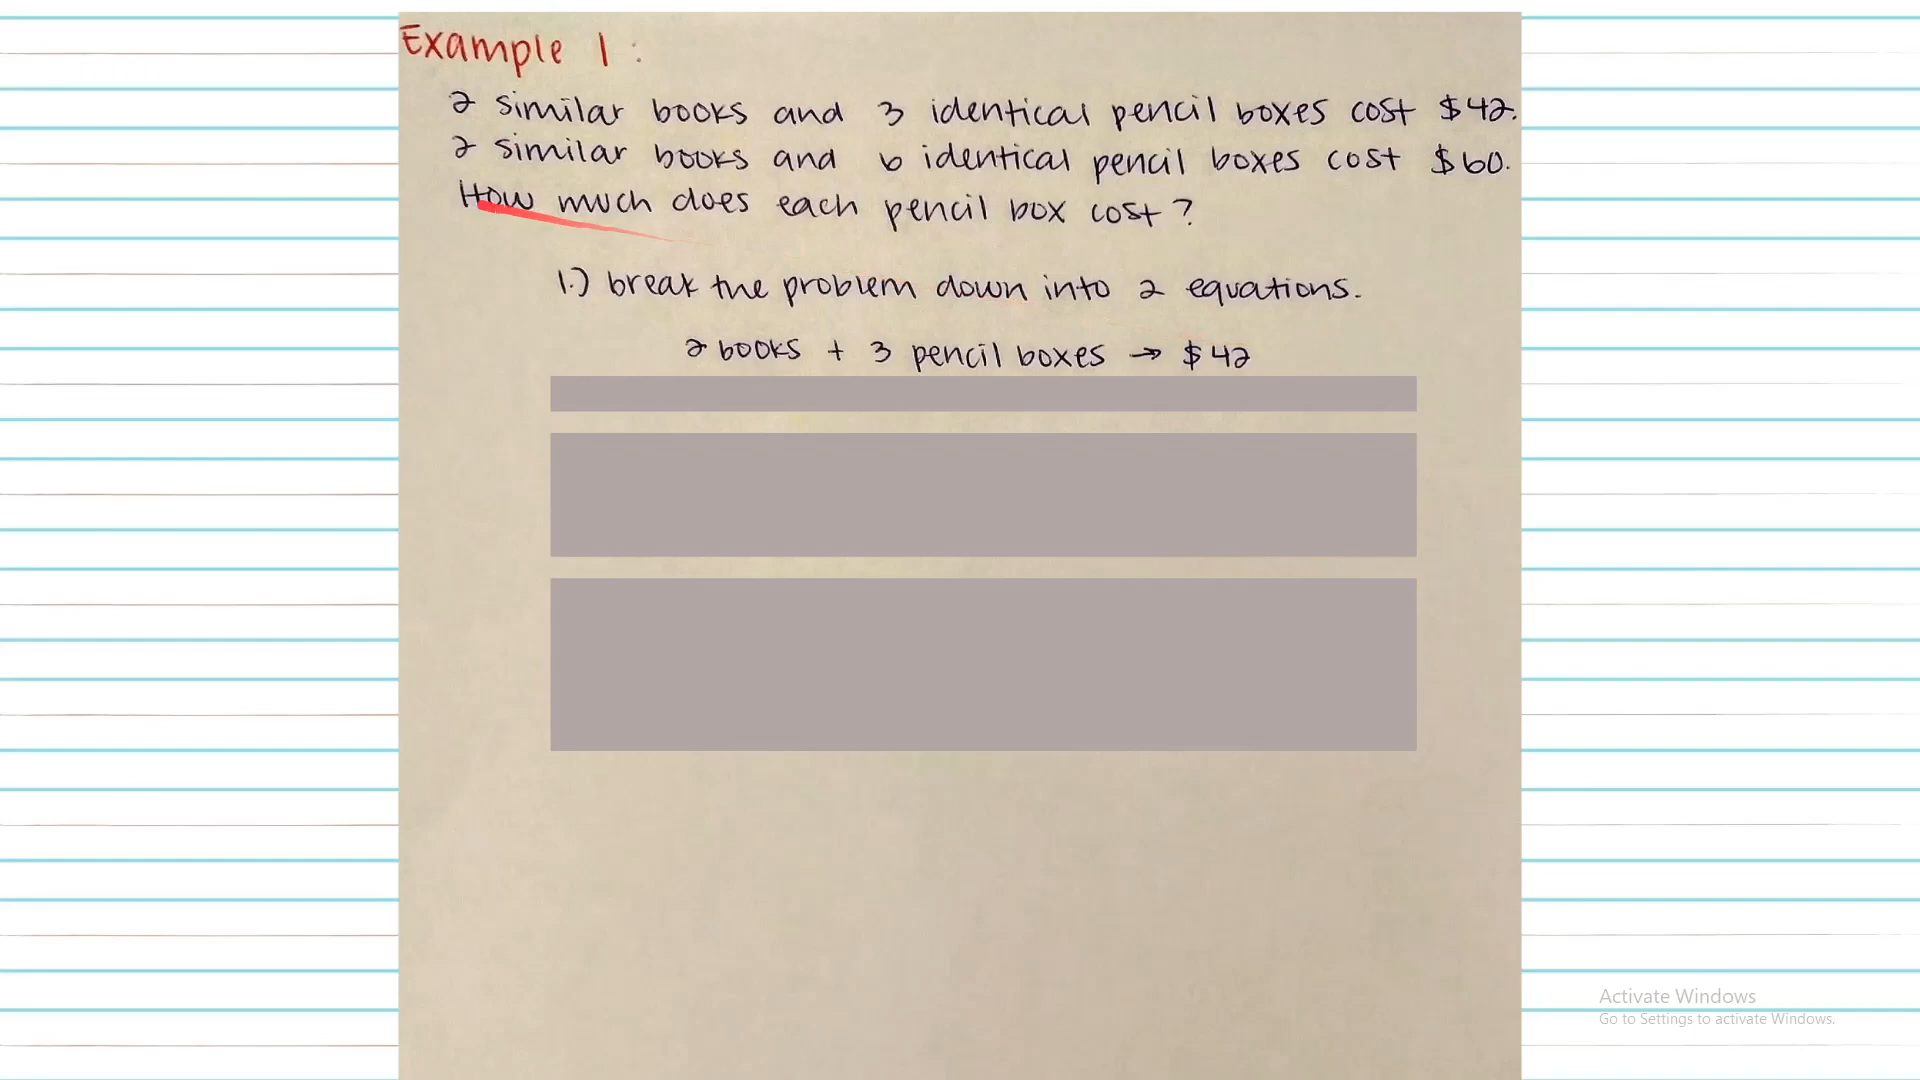 Example 1:
2 similar books and 3 identical pencil boxes cost $42.
2 similar books and 6 identical pencil boxes cost $60.
How much does each pencil box cost?
1.) break the problem down into 2 equations.
2 books + 3 pencil boxes → $42
Activate Windows
Go to Settings to activate Windows.